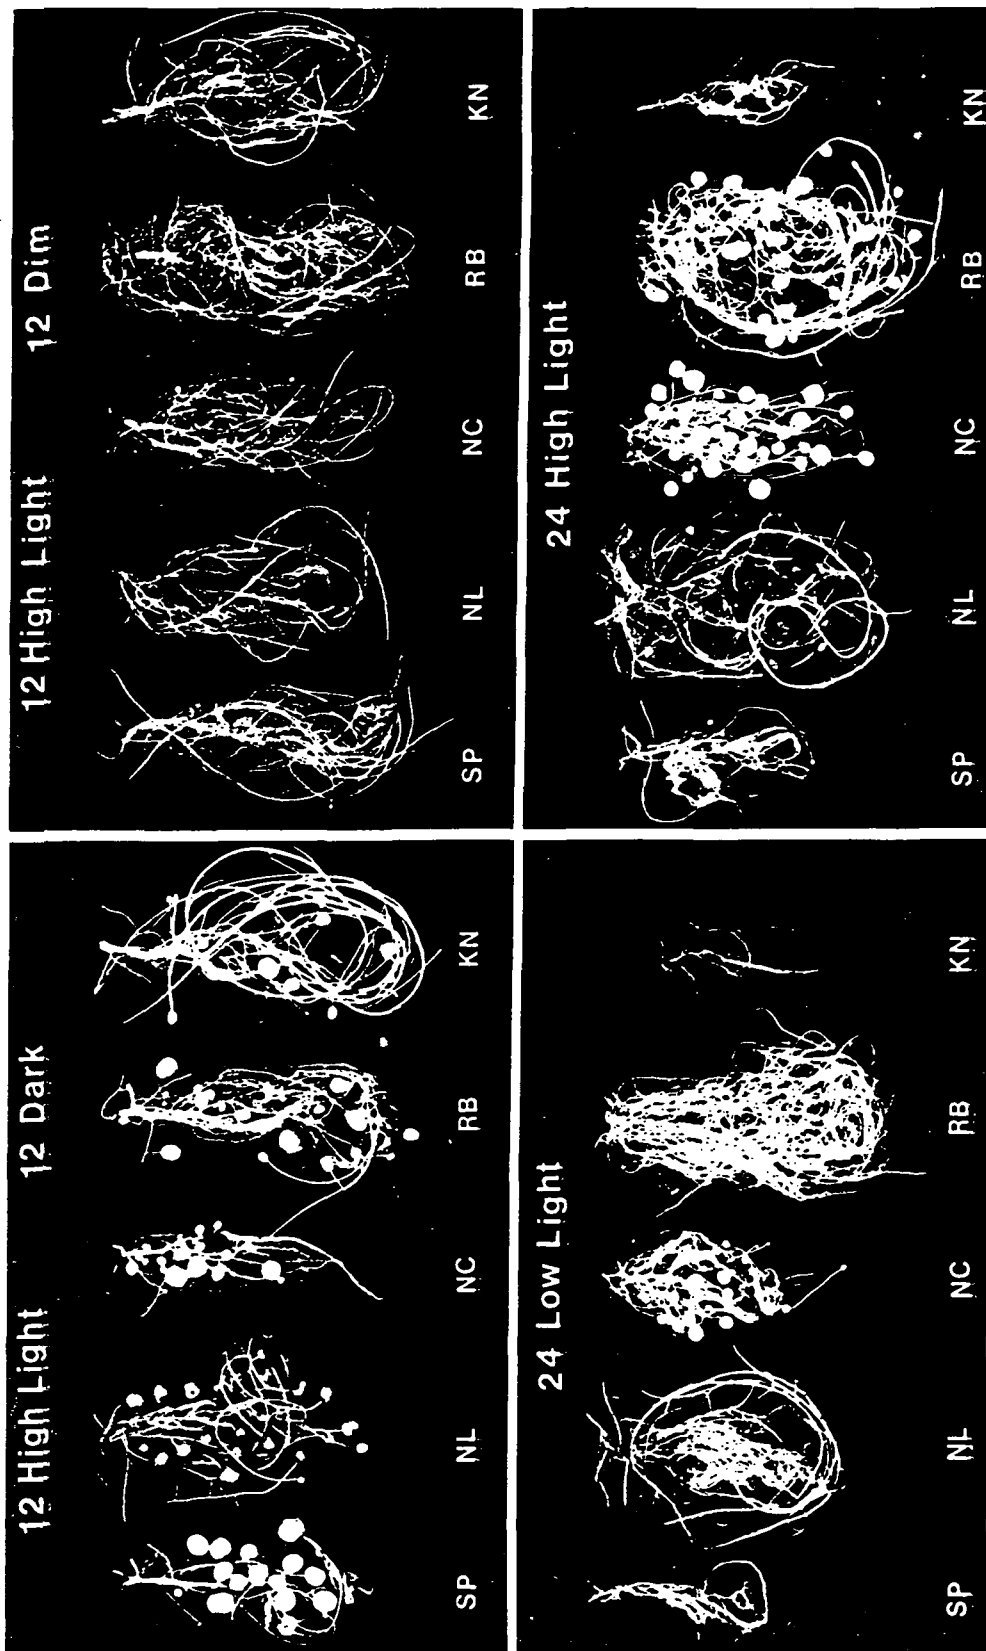 12 High Light 12 Dark
SP NL NC RB KN
12 High Light 12 Dim
SP NL NC RB KN
24 Low Light
SP NL NC RB KN
24 High Light
SP NL NC RB KN